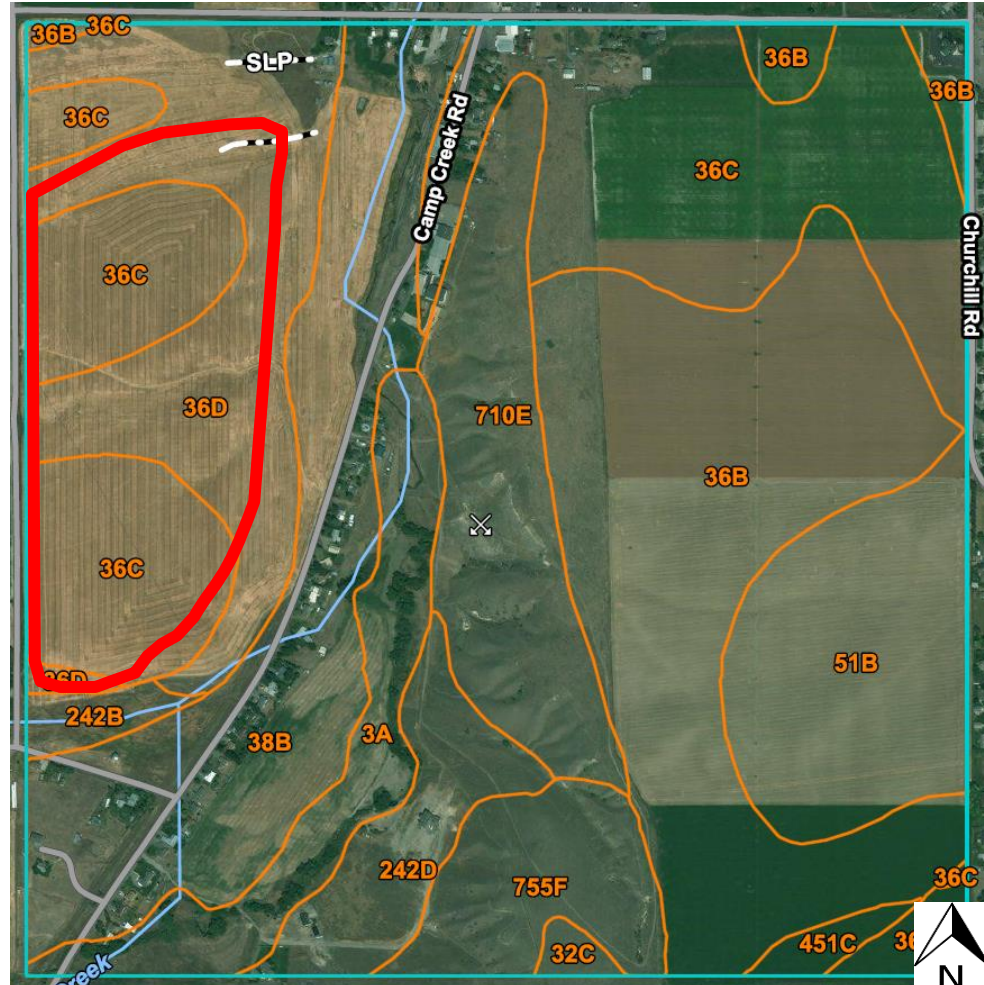 36B
36C
SLP
36B
36B
36C
Camp Creek Rd
36C
Churchill Rd
36C
36D
710E
36B
36C
36D
51B
242B
38B
3A
242D
755F
36C
451C
32C
Creek
N